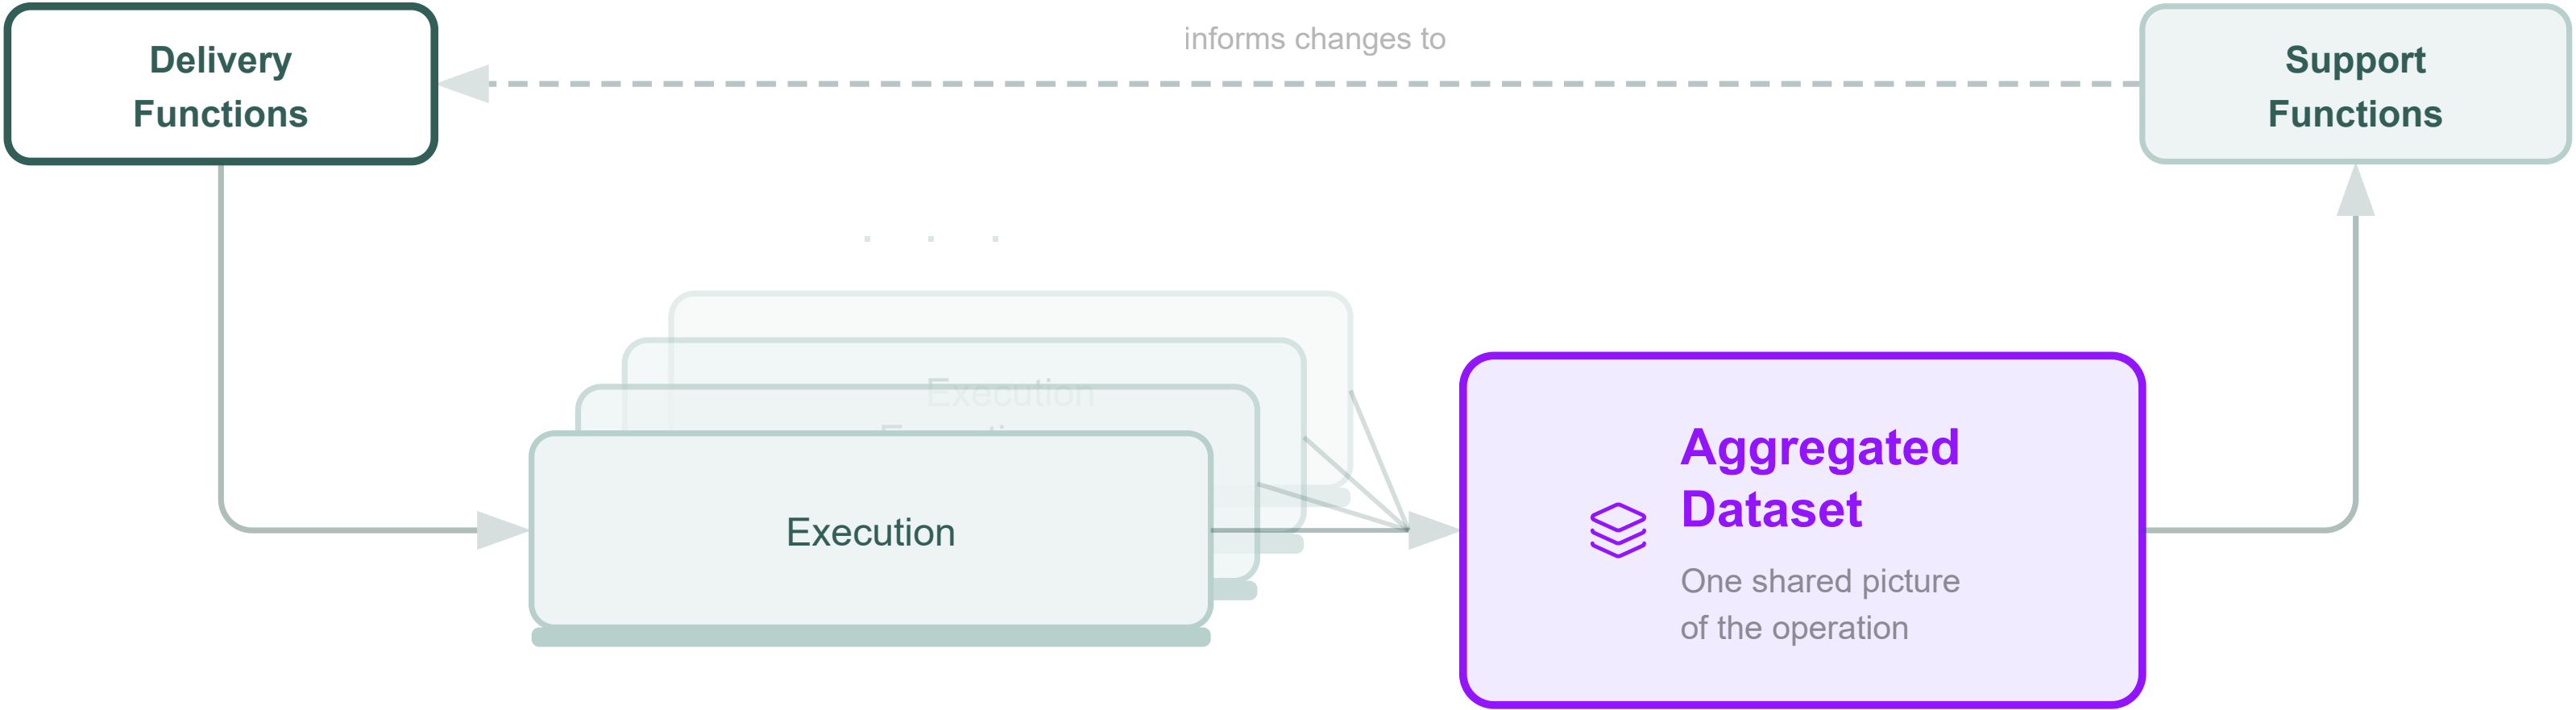 Delivery
Functions
informs changes to
Support
Functions
. . .
Execution
Execution
Aggregated
Dataset
One shared picture
of the operation